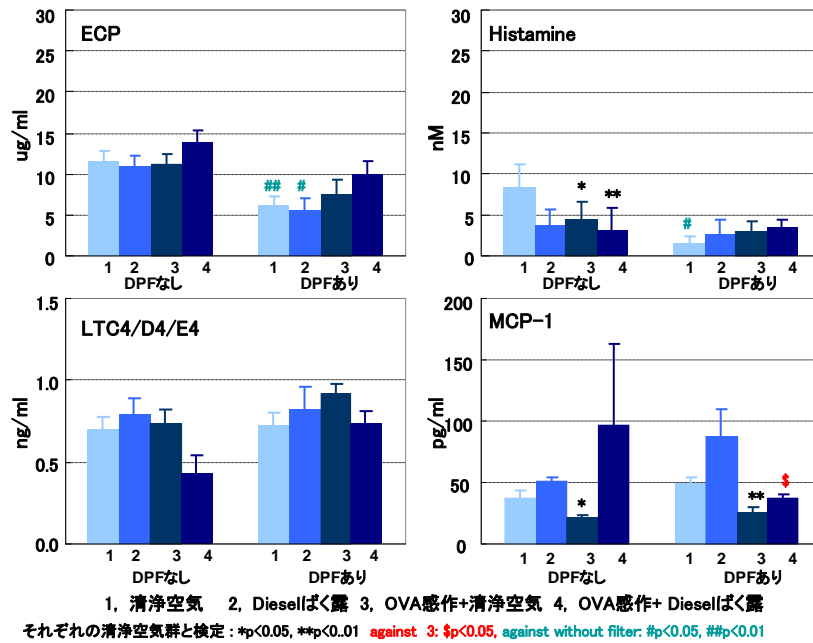 ECP
30
25
20
15
10
5
0
ug/ml
## #
1 2 3 4 1 2 3 4
DPFなし DPFあり
Histamine
30
25
20
15
10
5
0
nM
* ** #
1 2 3 4 1 2 3 4
DPFなし DPFあり
LTC4/D4/E4
1.5
1.0
0.5
0.0
ng/ml
1 2 3 4 1 2 3 4
DPFなし DPFあり
MCP-1
200
150
100
50
0
pg/ml
* ** $
1 2 3 4 1 2 3 4
DPFなし DPFあり
1, 清浄空気 2, Dieselばく露 3, OVA感作+清浄空気 4, OVA感作+ Dieselばく露
それぞれの清浄空気群と検定 : *p<0.05, **p<0..01 against 3: $p<0.05, against without filter: #p<0.05, ##p<0.01